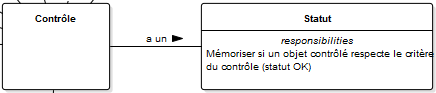 Contrôle
Statut
a un
responsibilities
Mémoriser si un objet contrôlé respecte le critère
du contrôle (statut OK)